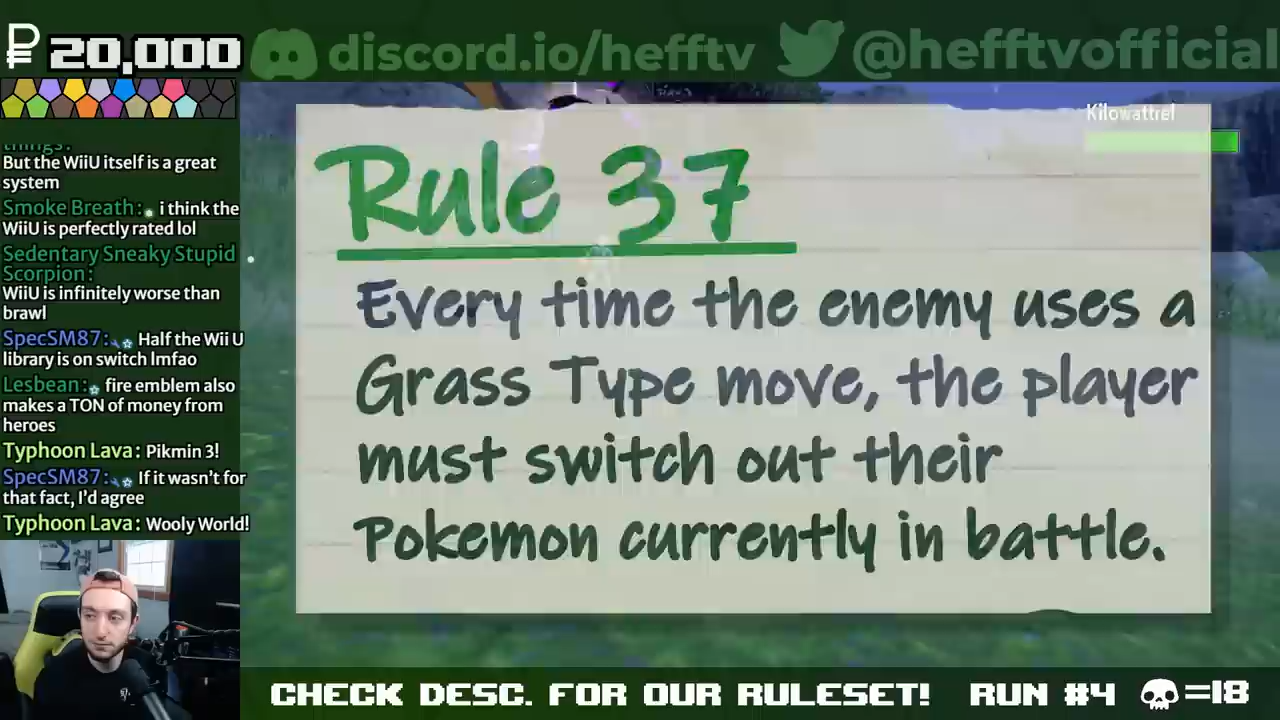 ₽ 20,000
discord.io/hefftv
@hefftvofficial
Kilowattrel
Rule 37
Every time the enemy uses a
Grass Type move, the player
must switch out their
Pokemon currently in battle.
things:
But the WiiU itself is a great
system
Smoke Breath: i think the
WiiU is perfectly rated lol
Sedentary Sneaky Stupid
Scorpion:
WiiU is infinitely worse than
brawl
SpecSM87: Half the Wii U
library is on switch lmfao
Lesbean: fire emblem also
makes a TON of money from
heroes
Typhoon Lava: Pikmin 3!
SpecSM87: If it wasn't for
that fact, I'd agree
Typhoon Lava: Wooly World!
CHECK DESC. FOR OUR RULESET! RUN #4 =18